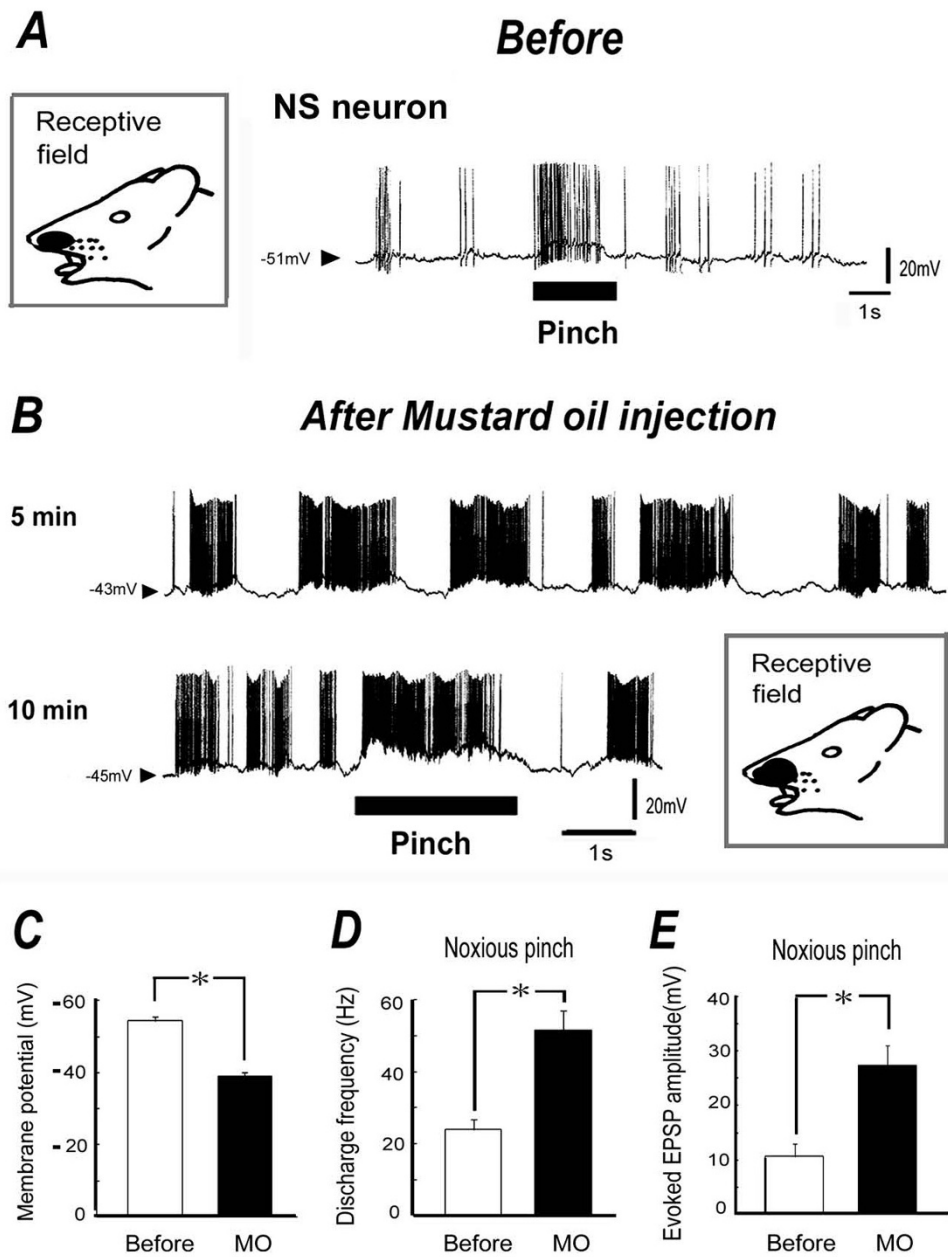 A
Before
Receptive
field
NS neuron
-51mV
20mV
1s
Pinch
B
After Mustard oil injection
5 min
-43mV
10 min
-45mV
Pinch
20mV
1s
Receptive
field
C
Membrane potential (mV)
-60
-40
-20
0
Before
MO
*
D
Noxious pinch
Discharge frequency (Hz)
60
40
20
0
Before
MO
*
E
Noxious pinch
Evoked EPSP amplitude(mV)
40
30
20
10
0
Before
MO
*